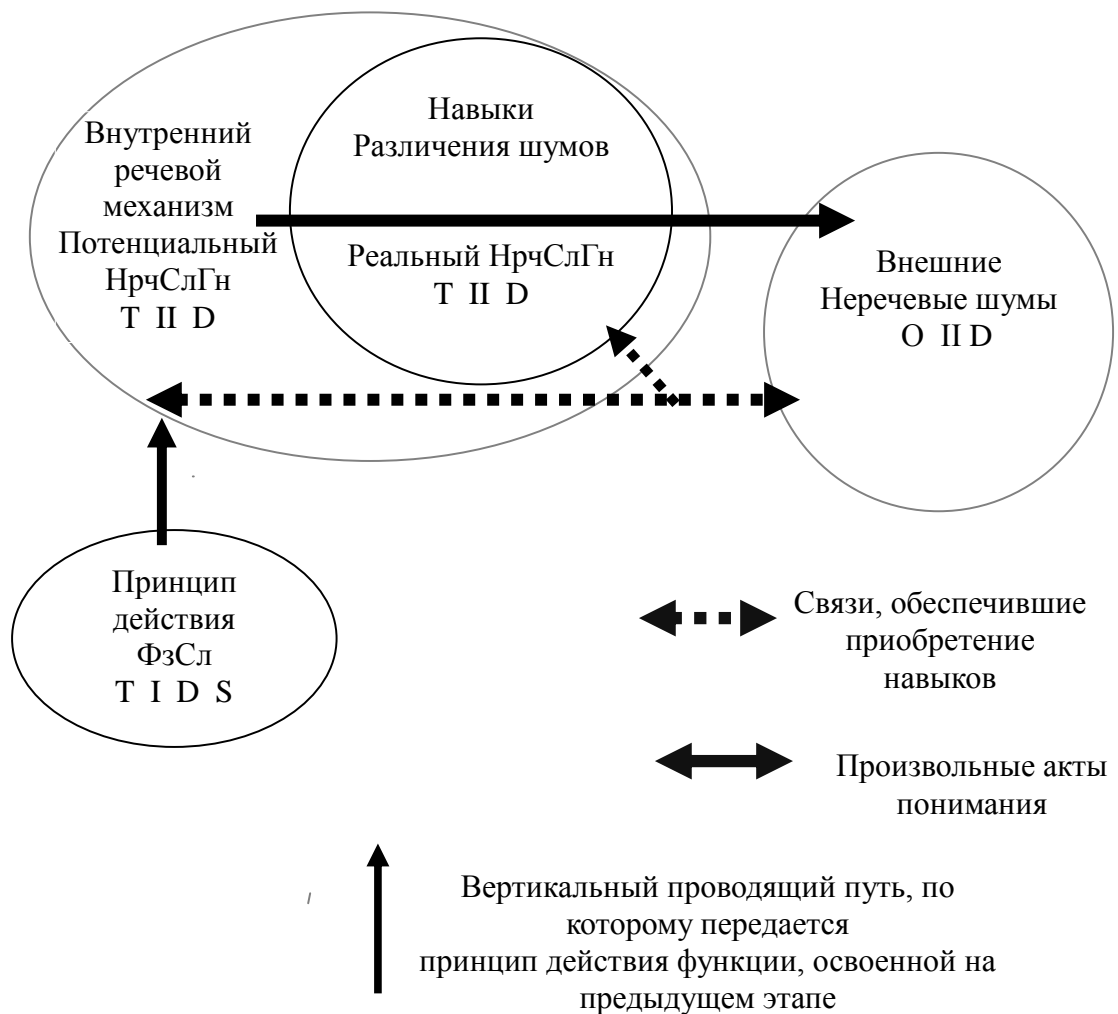 Навыки
Различения шумов
Внутренний
речевой
механизм
Потенциальный
НрчСлГн
T II D
Реальный НрчСлГн
T II D
Внешние
Неречевые шумы
O II D
Принцип
действия
ФзСл
T I D S
Связи, обеспечившие
приобретение
навыков
Произвольные акты
понимания
Вертикальный проводящий путь, по
которому передается
принцип действия функции, освоенной на
предыдущем этапе